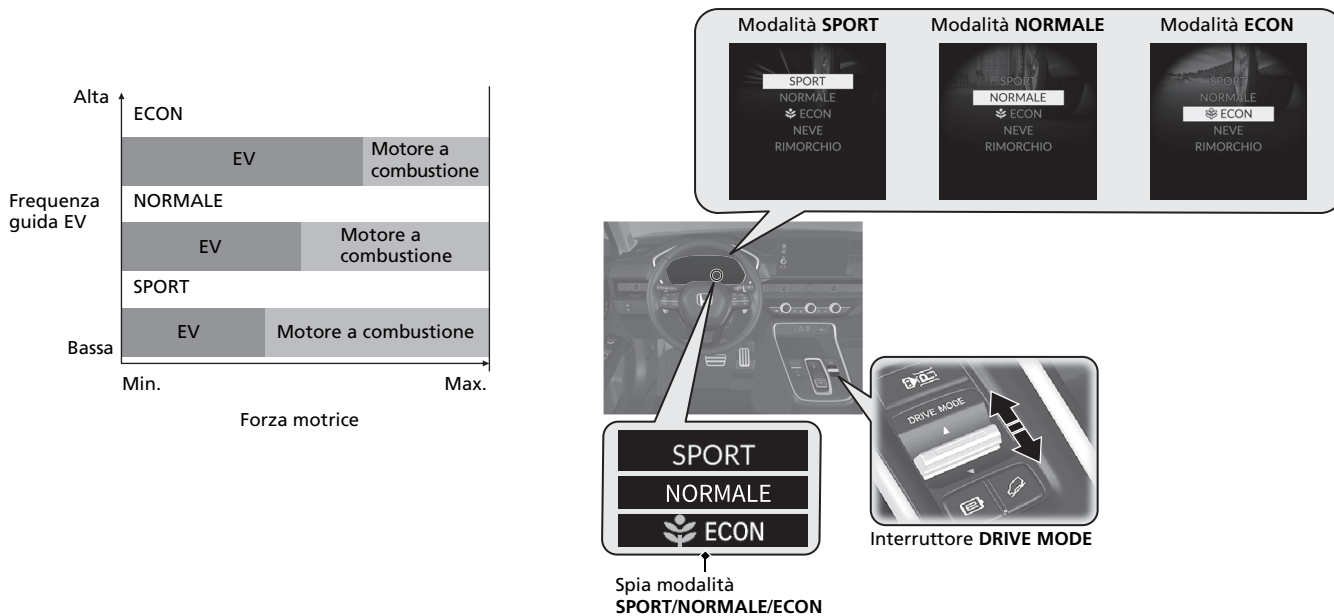 Alta
ECON
EV
Motore a
combustione
Frequenza
guida EV
NORMALE
EV
Motore a
combustione
SPORT
EV
Motore a combustione
Bassa
Min.
Max.
Forza motrice
Modalità SPORT
SPORT
NORMALE
ECON
NEVE
RIMORCHIO
Modalità NORMALE
SPORT
NORMALE
ECON
NEVE
RIMORCHIO
Modalità ECON
SPORT
NORMALE
ECON
NEVE
RIMORCHIO
SPORT
NORMALE
ECON
Spia modalità
SPORT/NORMALE/ECON
DRIVE MODE
Interruttore DRIVE MODE